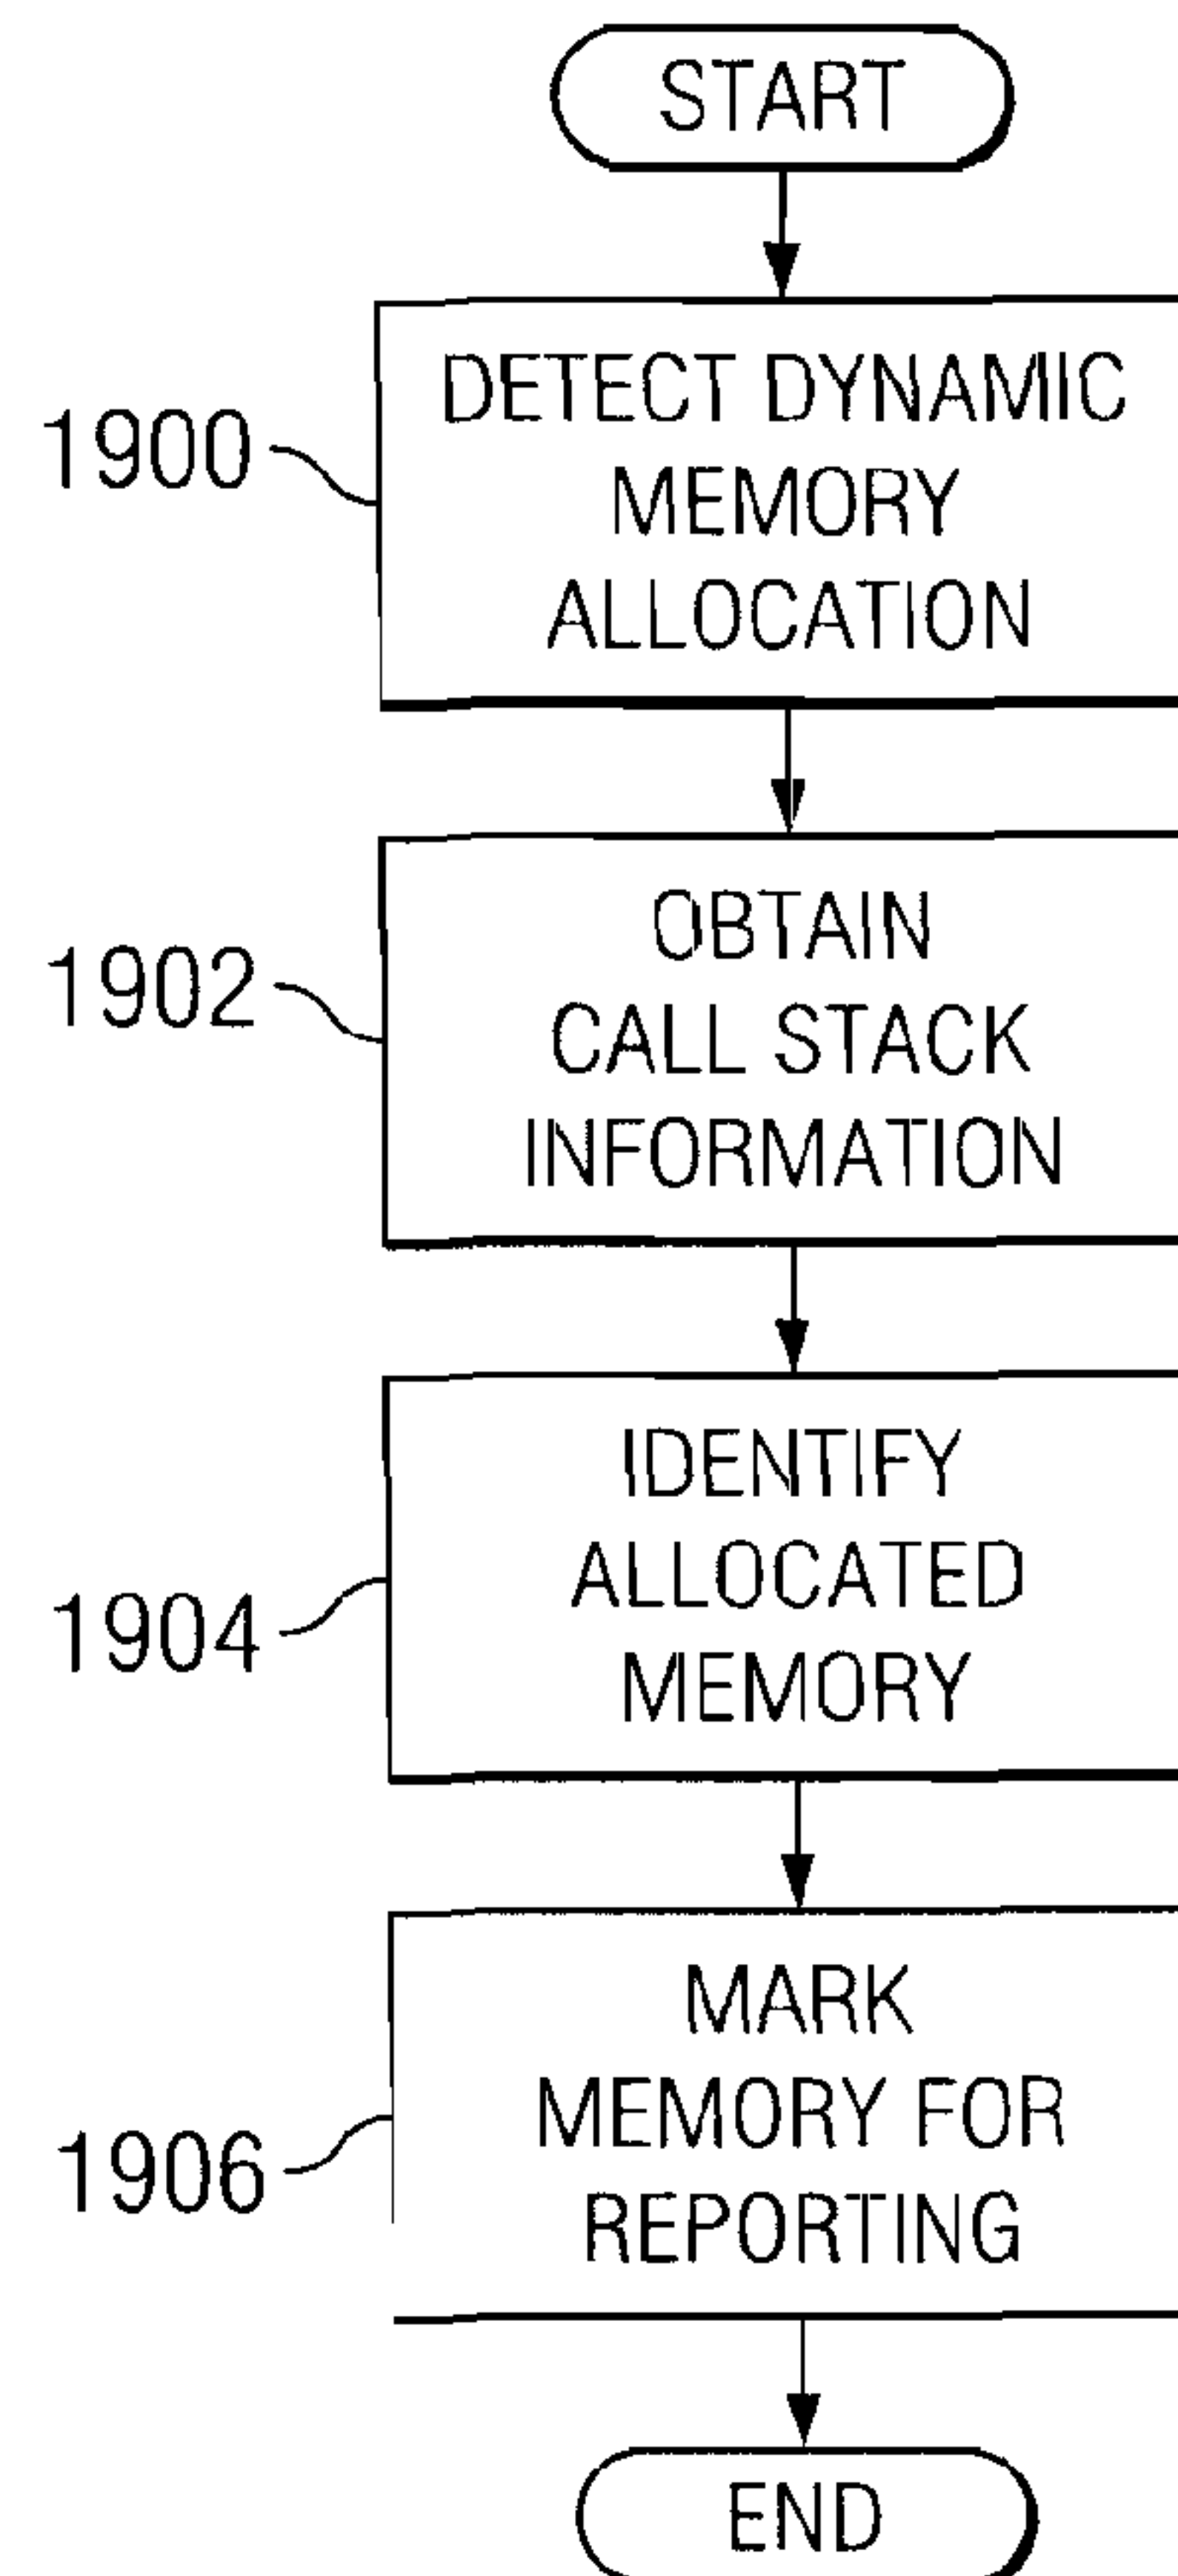 START
1900
DETECT DYNAMIC
MEMORY
ALLOCATION
1902
OBTAIN
CALL STACK
INFORMATION
1904
IDENTIFY
ALLOCATED
MEMORY
1906
MARK
MEMORY FOR
REPORTING
END